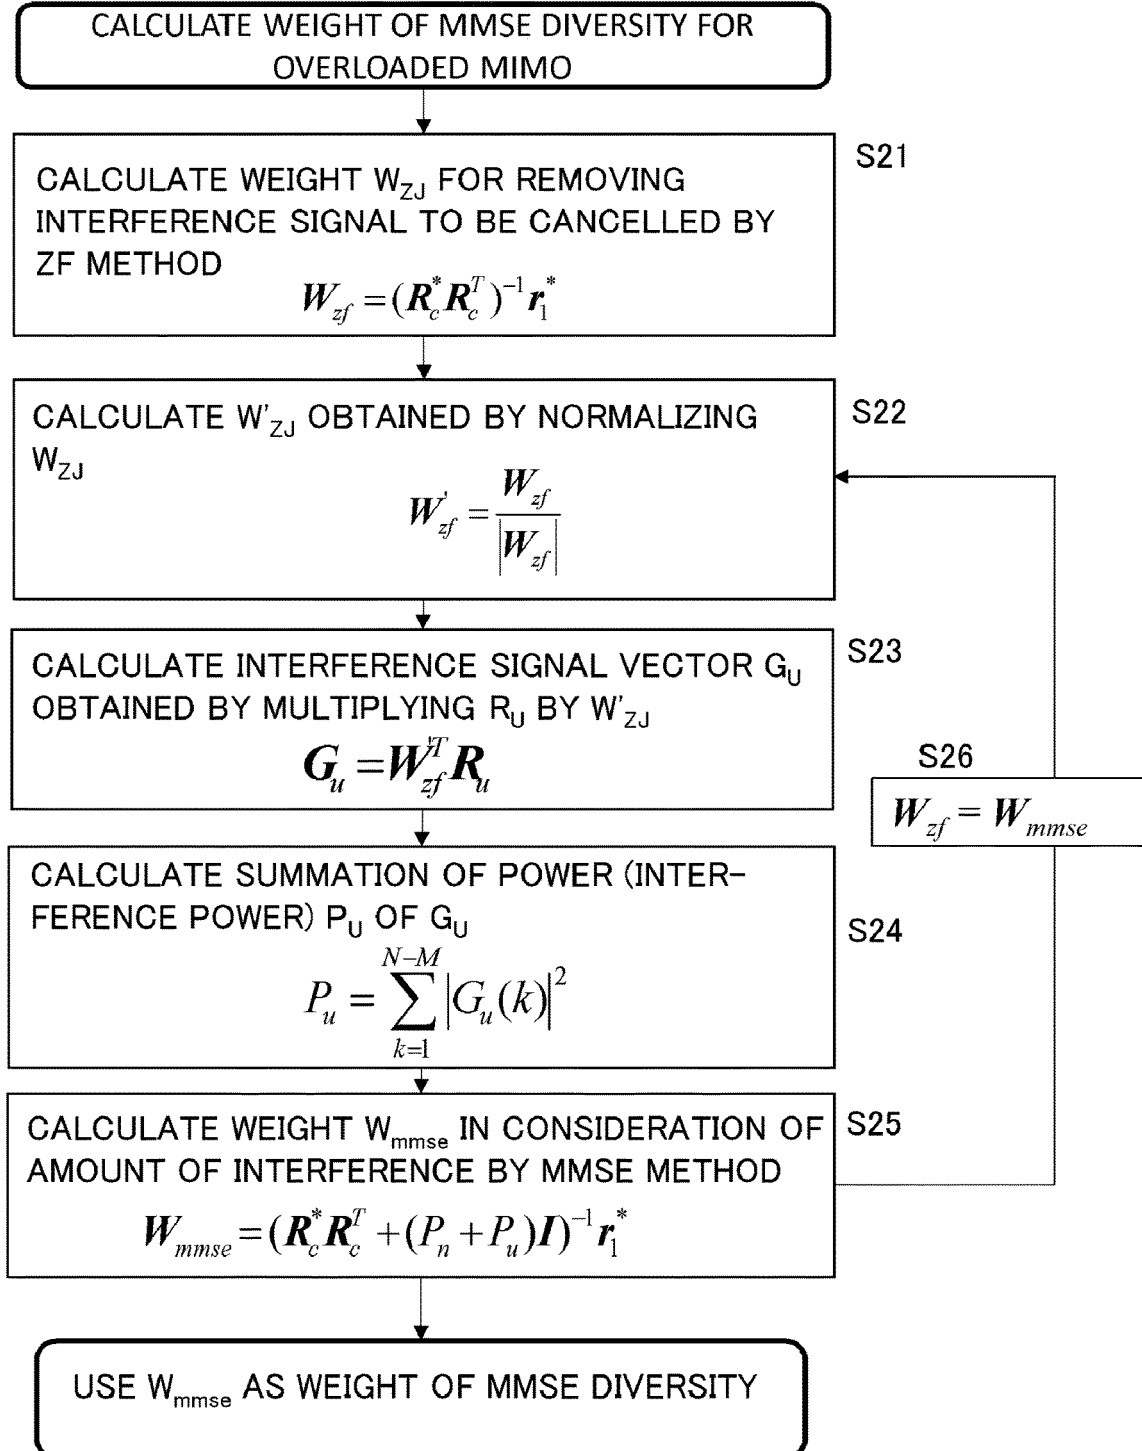 CALCULATE WEIGHT OF MMSE DIVERSITY FOR
OVERLOADED MIMO
S21
CALCULATE WEIGHT W_ZJ FOR REMOVING
INTERFERENCE SIGNAL TO BE CANCELLED BY
ZF METHOD
W_zf = (R_c^* R_c^T)^-1 r_1^*
S22
CALCULATE W'_ZJ OBTAINED BY NORMALIZING
W_ZJ
W'_zf = W_zf / |W_zf|
S23
CALCULATE INTERFERENCE SIGNAL VECTOR G_U
OBTAINED BY MULTIPLYING R_U BY W'_ZJ
G_u = W'_zf^T R_u
S26
W_zf = W_mmse
CALCULATE SUMMATION OF POWER (INTER-
FERENCE POWER) P_U OF G_U
S24
P_u = ∑_{k=1}^{N-M} |G_u(k)|^2
S25
CALCULATE WEIGHT W_mmse IN CONSIDERATION OF
AMOUNT OF INTERFERENCE BY MMSE METHOD
W_mmse = (R_c^* R_c^T + (P_n + P_u)I)^-1 r_1^*
USE W_mmse AS WEIGHT OF MMSE DIVERSITY